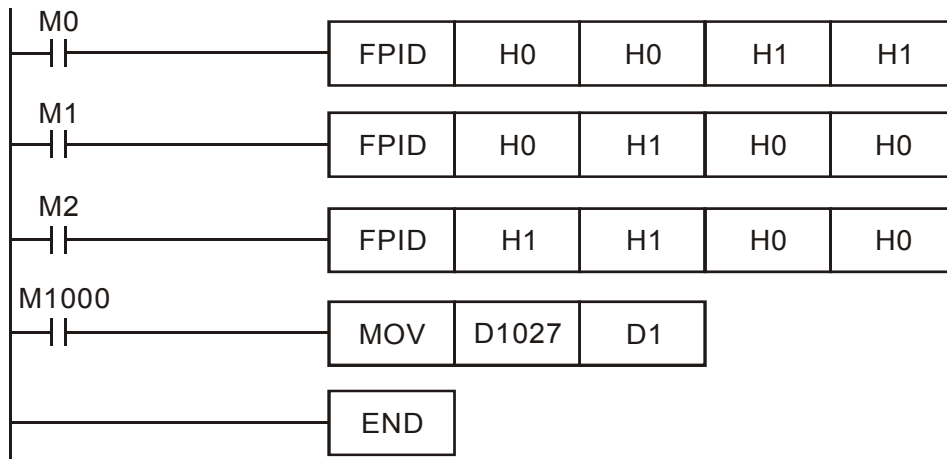 M0
FPID H0 H0 H1 H1
M1
FPID H0 H1 H0 H0
M2
FPID H1 H1 H0 H0
M1000
MOV D1027 D1
END